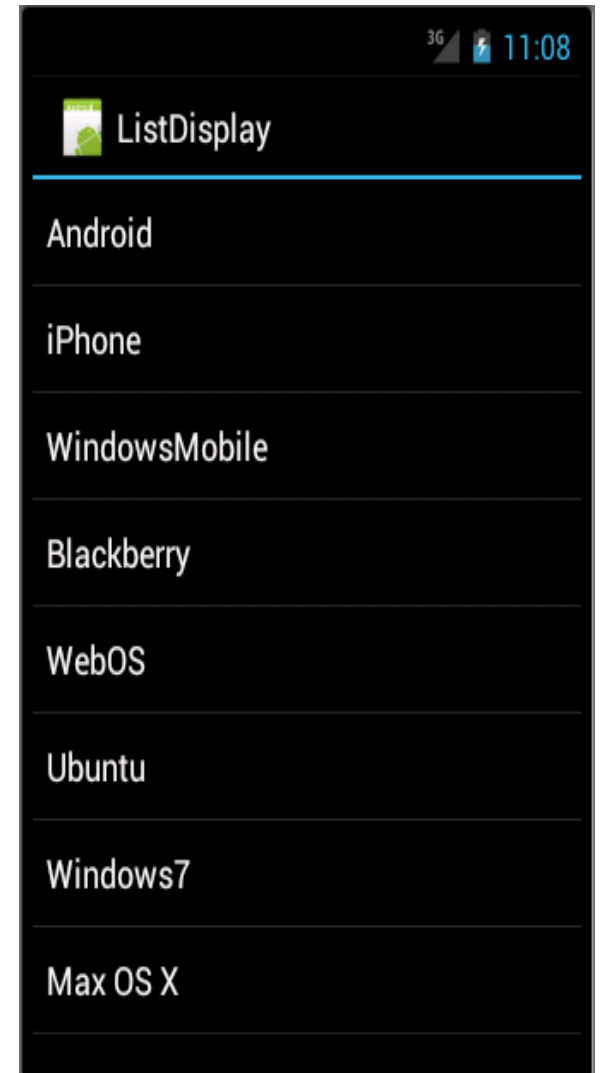 3G 11:08
ListDisplay
Android
iPhone
WindowsMobile
Blackberry
WebOS
Ubuntu
Windows7
Max OS X